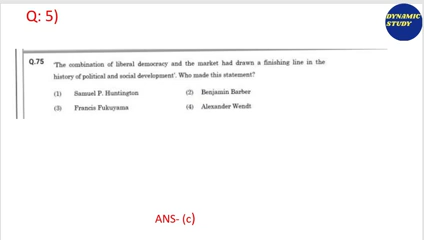 Q: 5)
DYNAMIC
STUDY
Q.75 'The combination of liberal democracy and the market had drawn a finishing line in the
history of political and social development'. Who made this statement?
(1) Samuel P. Huntington (2) Benjamin Barber
(3) Francis Fukuyama (4) Alexander Wendt
ANS- (c)